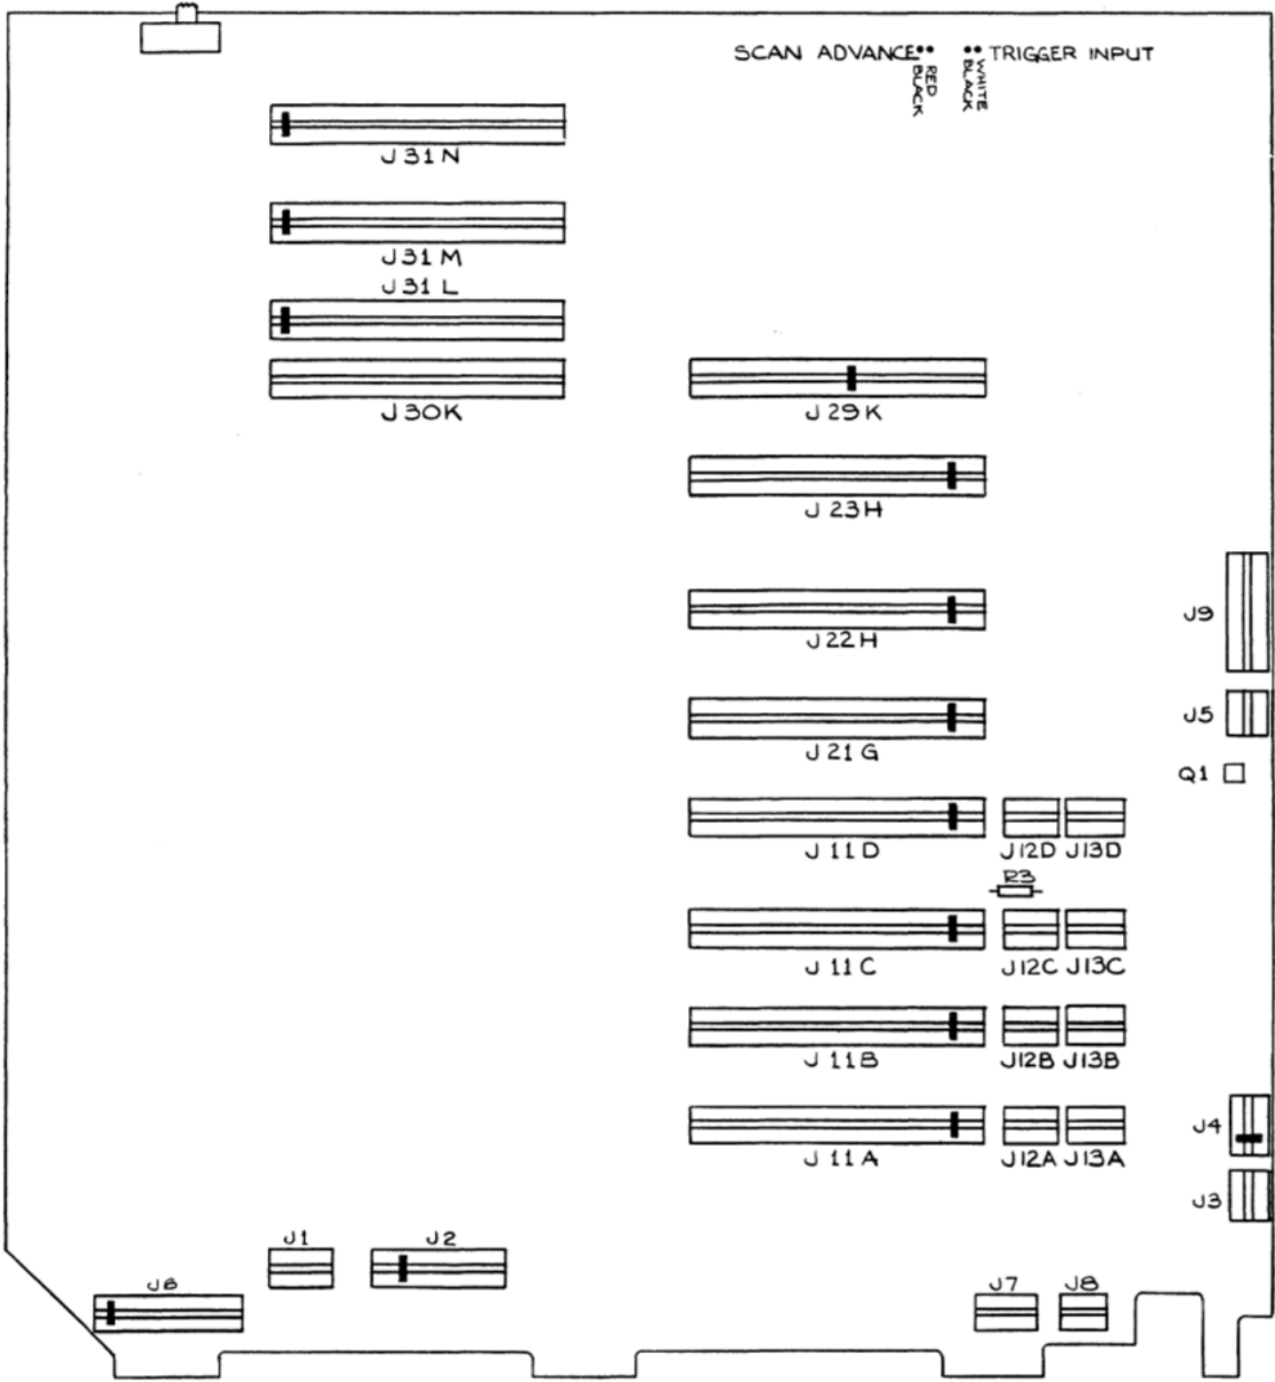 SCAN ADVANCE
TRIGGER INPUT
RED
BLACK
WHITE
BLACK
J31N
J31M
J31L
J30K
J29K
J23H
J22H
J9
J5
J21G
Q1
J11D
J12D
J13D
R3
J11C
J12C
J13C
J11B
J12B
J13B
J4
J11A
J12A
J13A
J3
J1
J2
J6
J7
J8